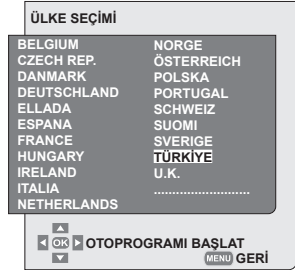 ÜLKE SEÇİMİ
BELGIUM
CZECH REP.
DANMARK
DEUTSCHLAND
ELLADA
ESPANA
FRANCE
HUNGARY
IRELAND
ITALIA
NETHERLANDS
NORGE
ÖSTERREICH
POLSKA
PORTUGAL
SCHWEIZ
SUOMI
SVERIGE
TÜRKİYE
U.K.
..........................
OK OTOPROGRAMI BAŞLAT
MENU GERİ